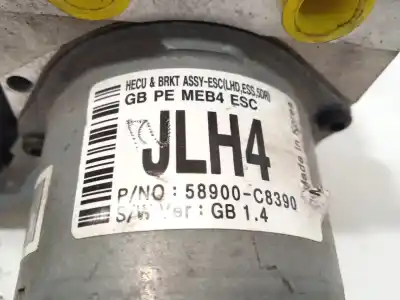 HECU & BRKT ASSY-ESC(LHD,ESS,5DR)
GB PE MEB4 ESC
JLH4
P/NO : 58900-C8390
S/W Ver : GB 1.4
Made in Korea